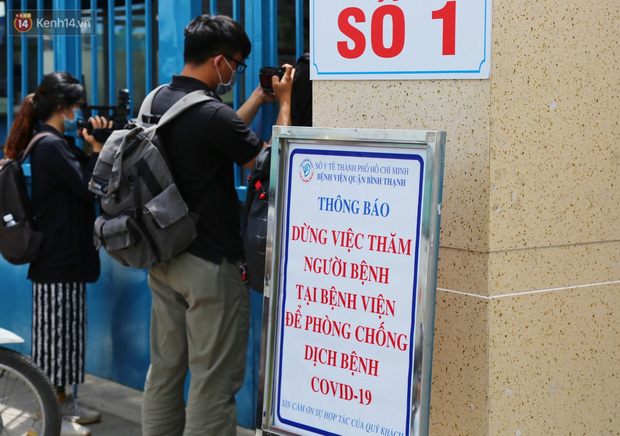 14 Kenh14.vn
SỐ 1
SỞ Y TẾ THÀNH PHỐ HỒ CHÍ MINH
BỆNH VIỆN QUẬN BÌNH THẠNH
THÔNG BÁO
DỪNG VIỆC THĂM
NGƯỜI BỆNH
TẠI BỆNH VIỆN
ĐỂ PHÒNG CHỐNG
DỊCH BỆNH
COVID-19
XIN CẢM ƠN SỰ HỢP TÁC CỦA QUÝ KHÁCH